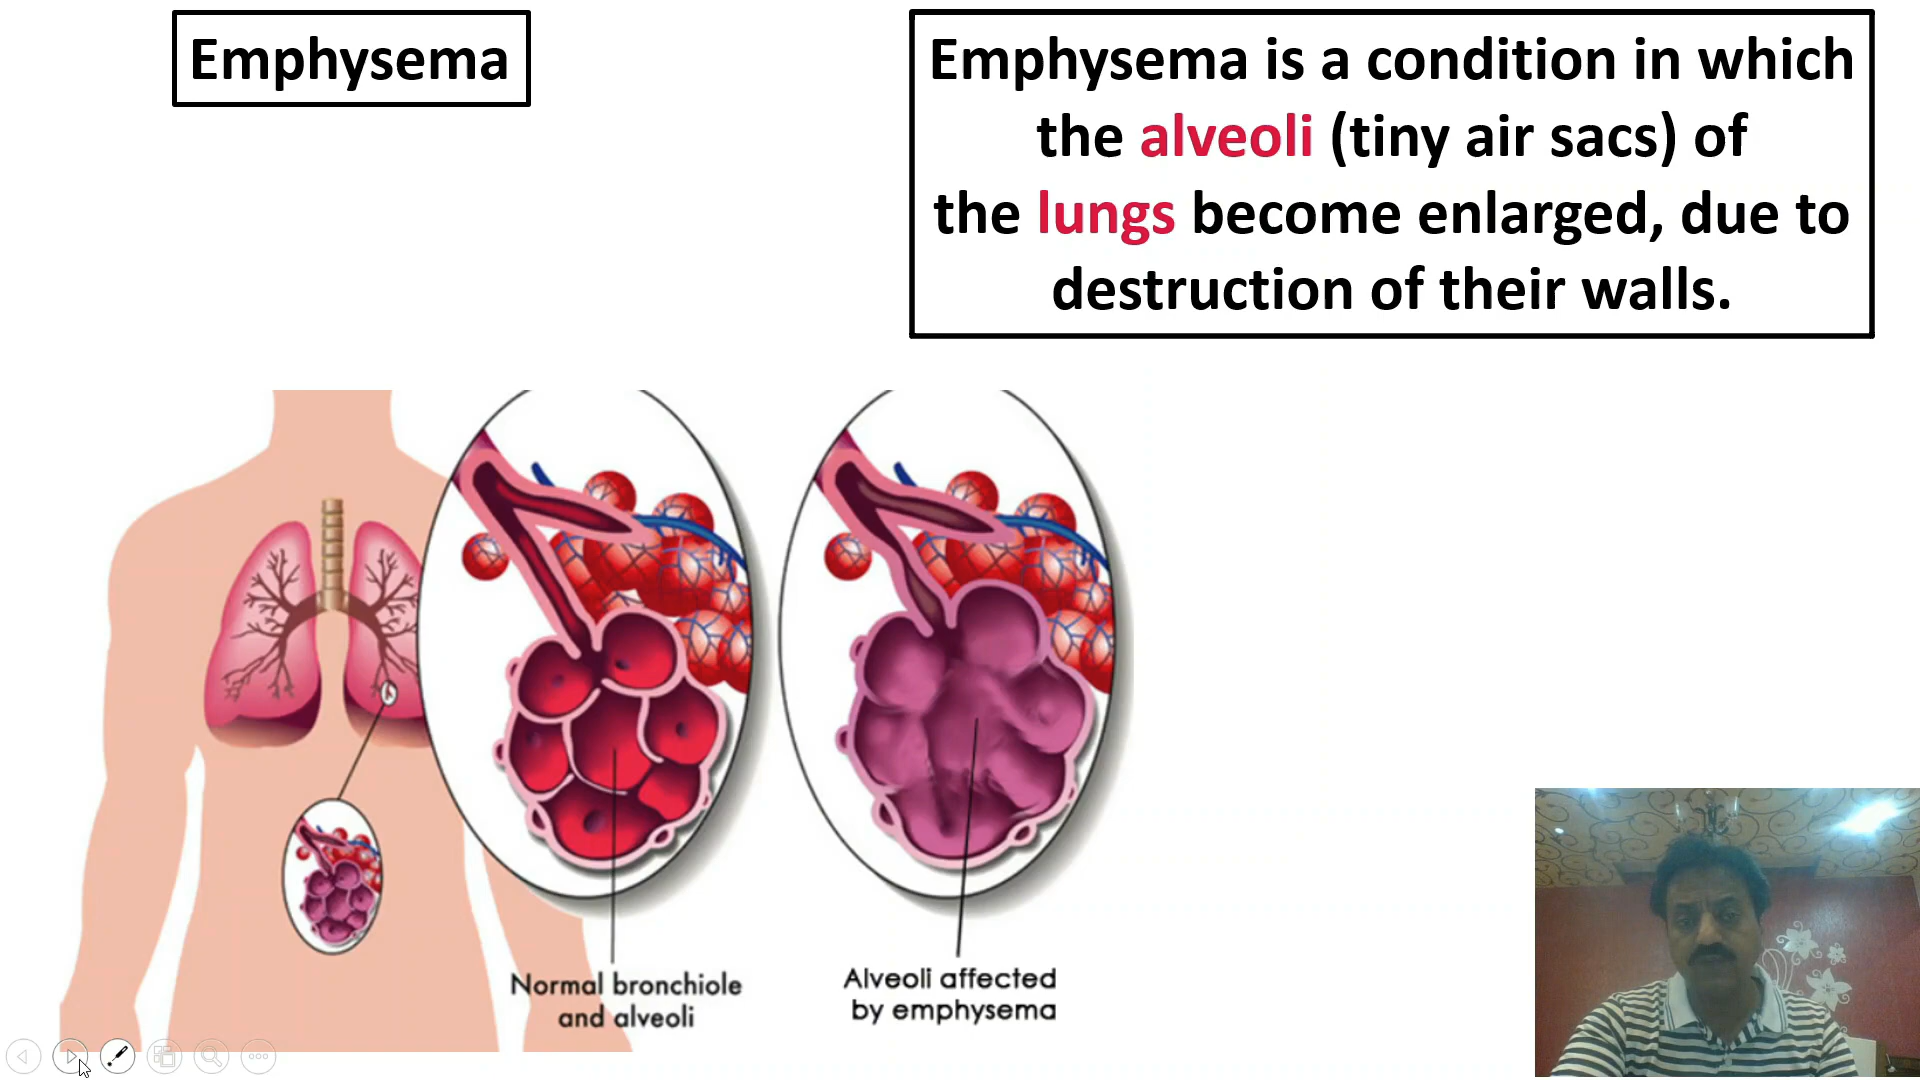 Emphysema
Emphysema is a condition in which
the alveoli (tiny air sacs) of
the lungs become enlarged, due to
destruction of their walls.
Normal bronchiole
and alveoli
Alveoli affected
by emphysema